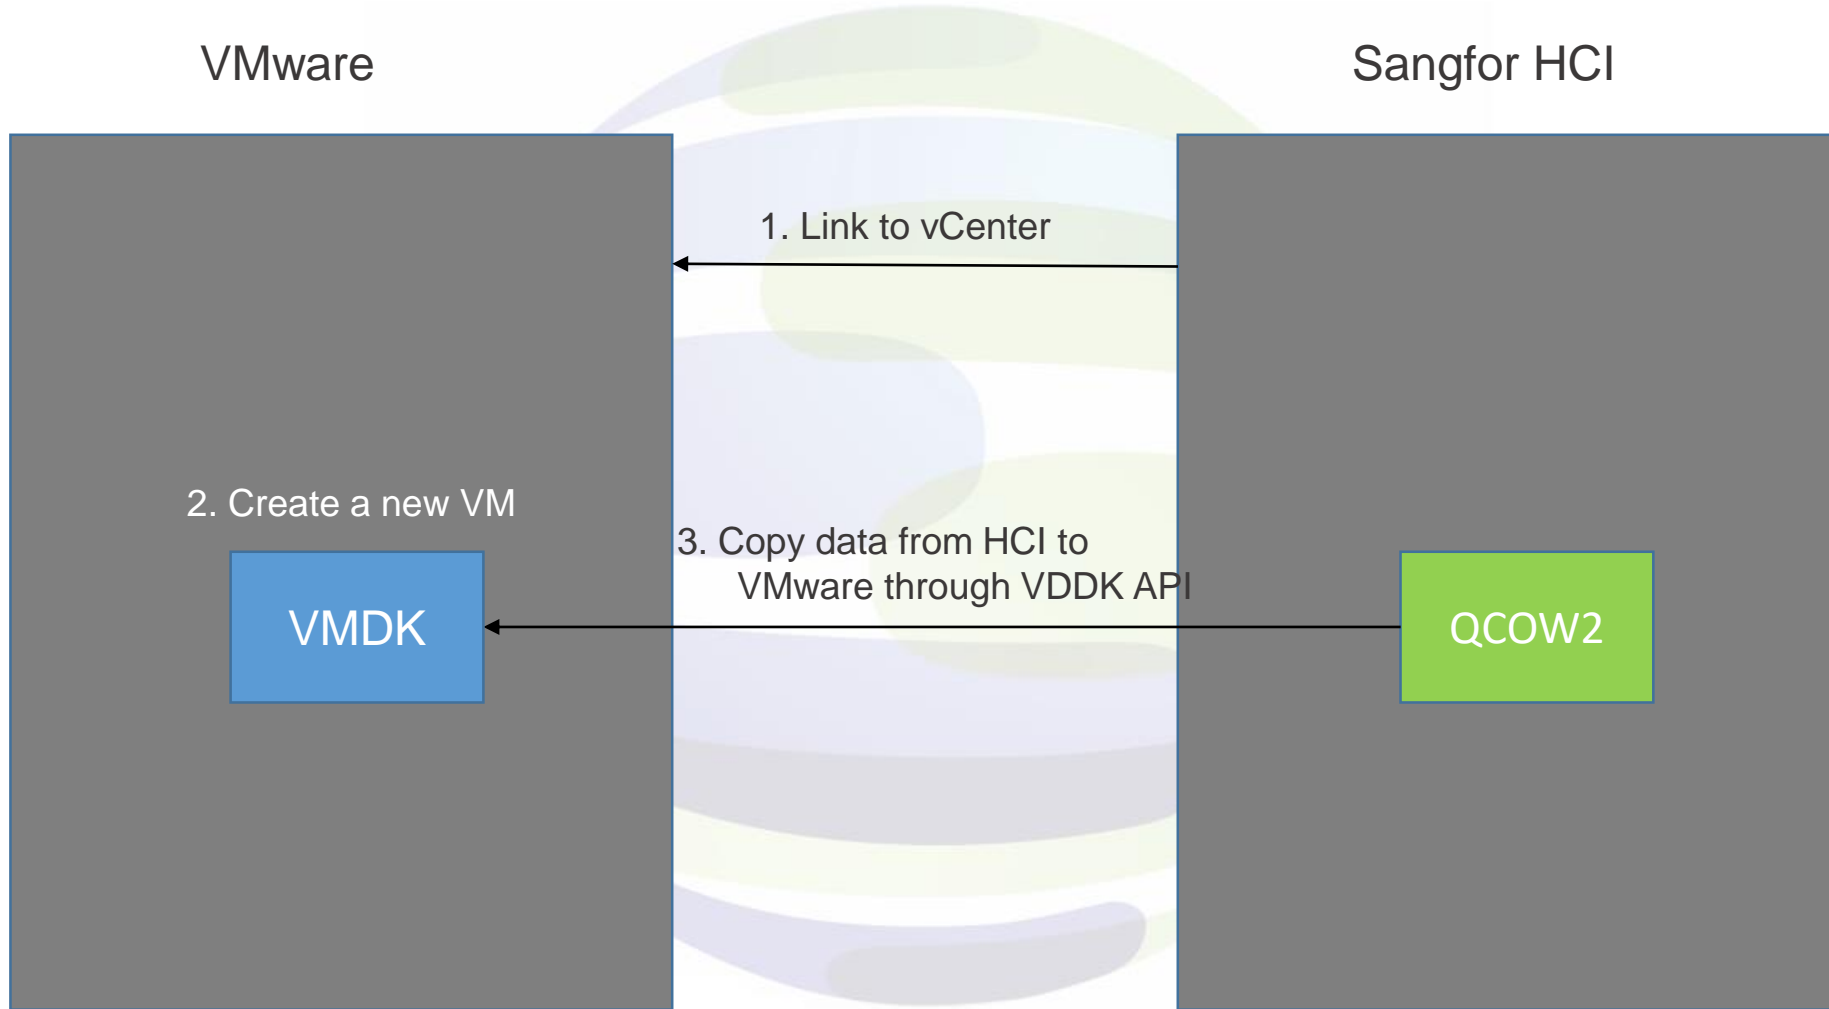 VMware
Sangfor HCI
1. Link to vCenter
2. Create a new VM
3. Copy data from HCI to
VMware through VDDK API
VMDK
QCOW2